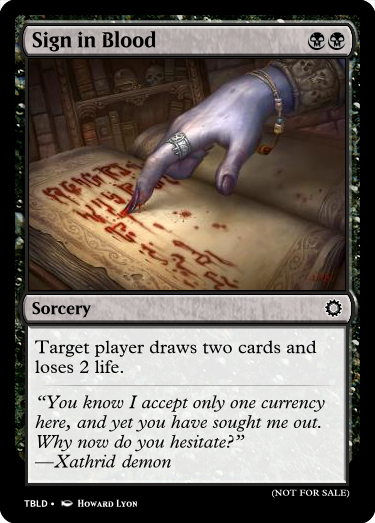 Sign in Blood
Sorcery
Target player draws two cards and
loses 2 life.
“You know I accept only one currency
here, and yet you have sought me out.
Why now do you hesitate?”
—Xathrid demon
(NOT FOR SALE)
TBLD • Howard Lyon